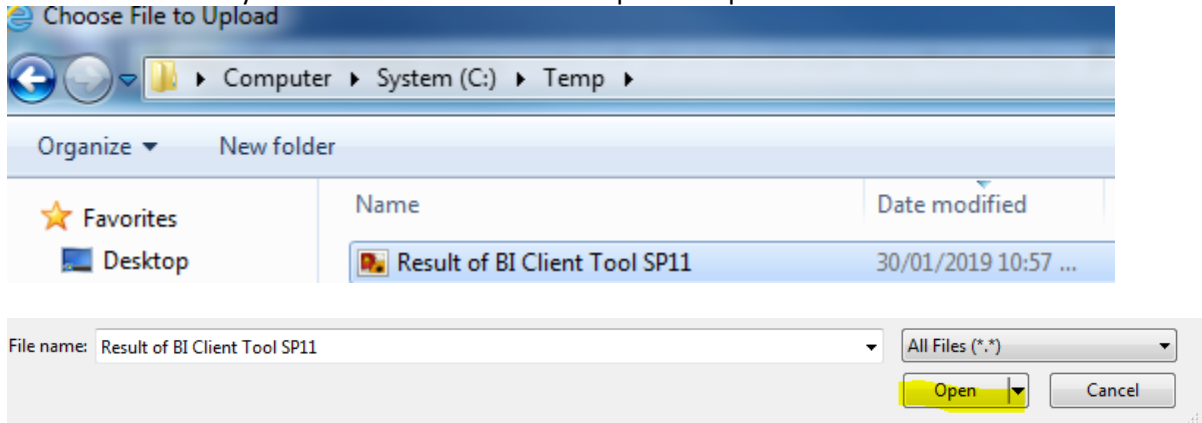 Choose File to Upload
Computer System (C:) Temp
Organize New folder
Name Date modified
Favorites
Desktop Result of BI Client Tool SP11 30/01/2019 10:57 ...
File name: Result of BI Client Tool SP11 All Files (*.*)
Open Cancel